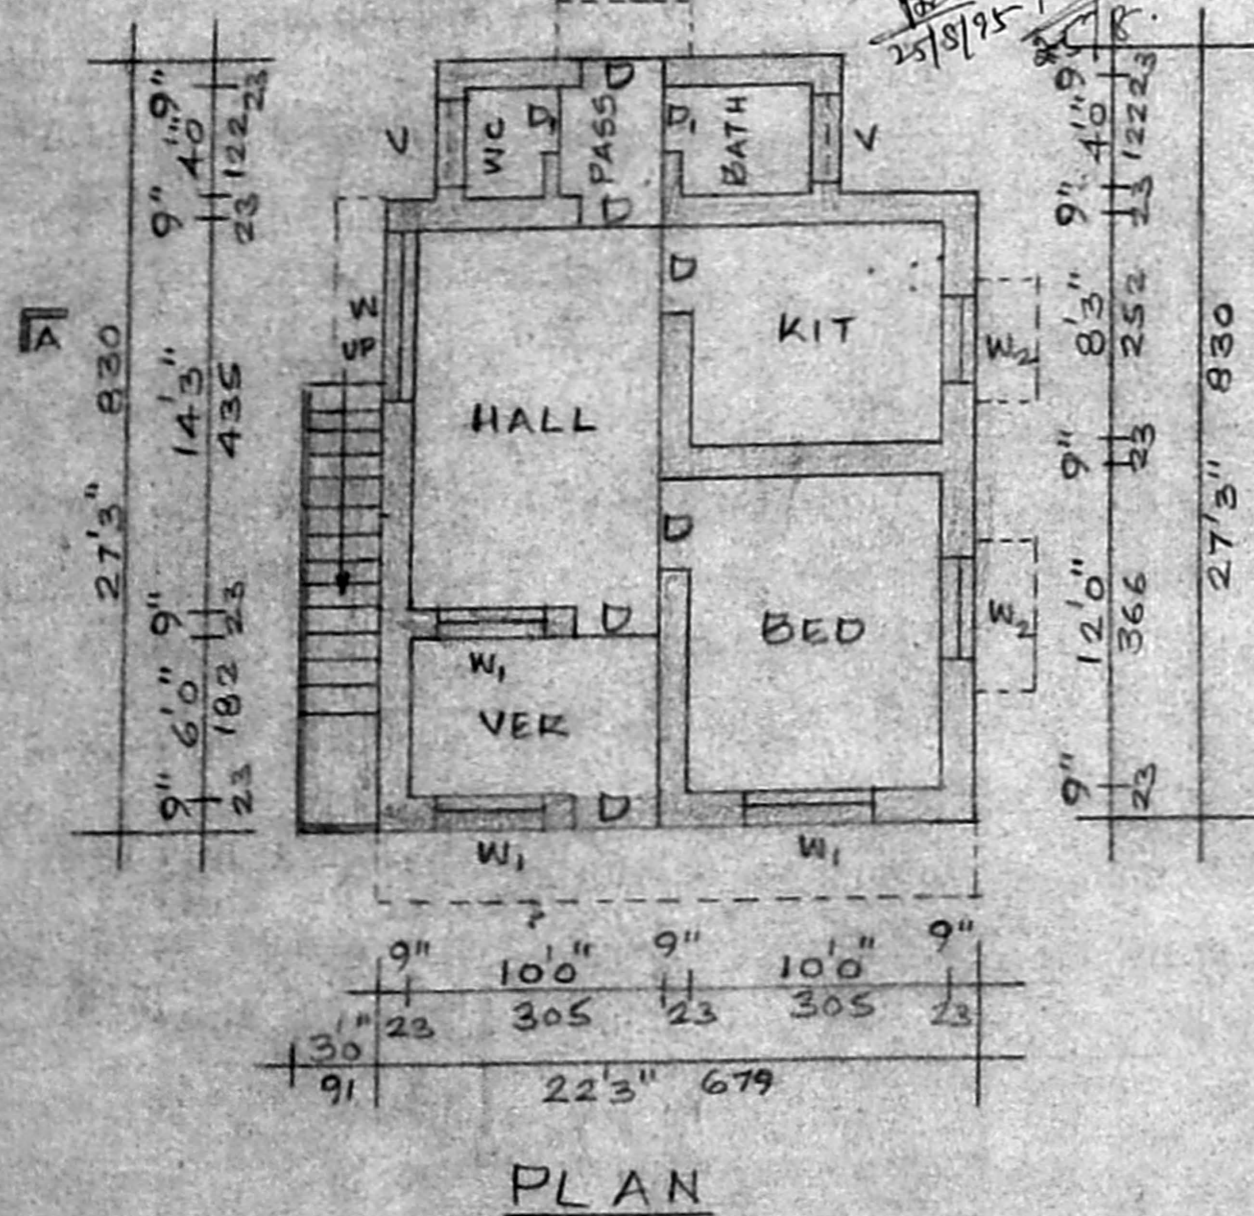 25/8/95
V
W/C
D
PASS
D
D
BATH
V
D
D
KIT
W2
HALL
W
UP
A
D
BED
W2
D
W1
VER
D
W1
W1
9"
23
4'0"
122
9"
23
14'3"
435
9"
23
6'0"
182
9"
23
27'3" 830
9"
23
4'0"
122
9"
23
8'3"
252
9"
23
12'0"
366
9"
23
27'3" 830
9" 10'0" 9" 10'0" 9"
23 305 23 305 23
3'0"
91
22'3" 679
PLAN